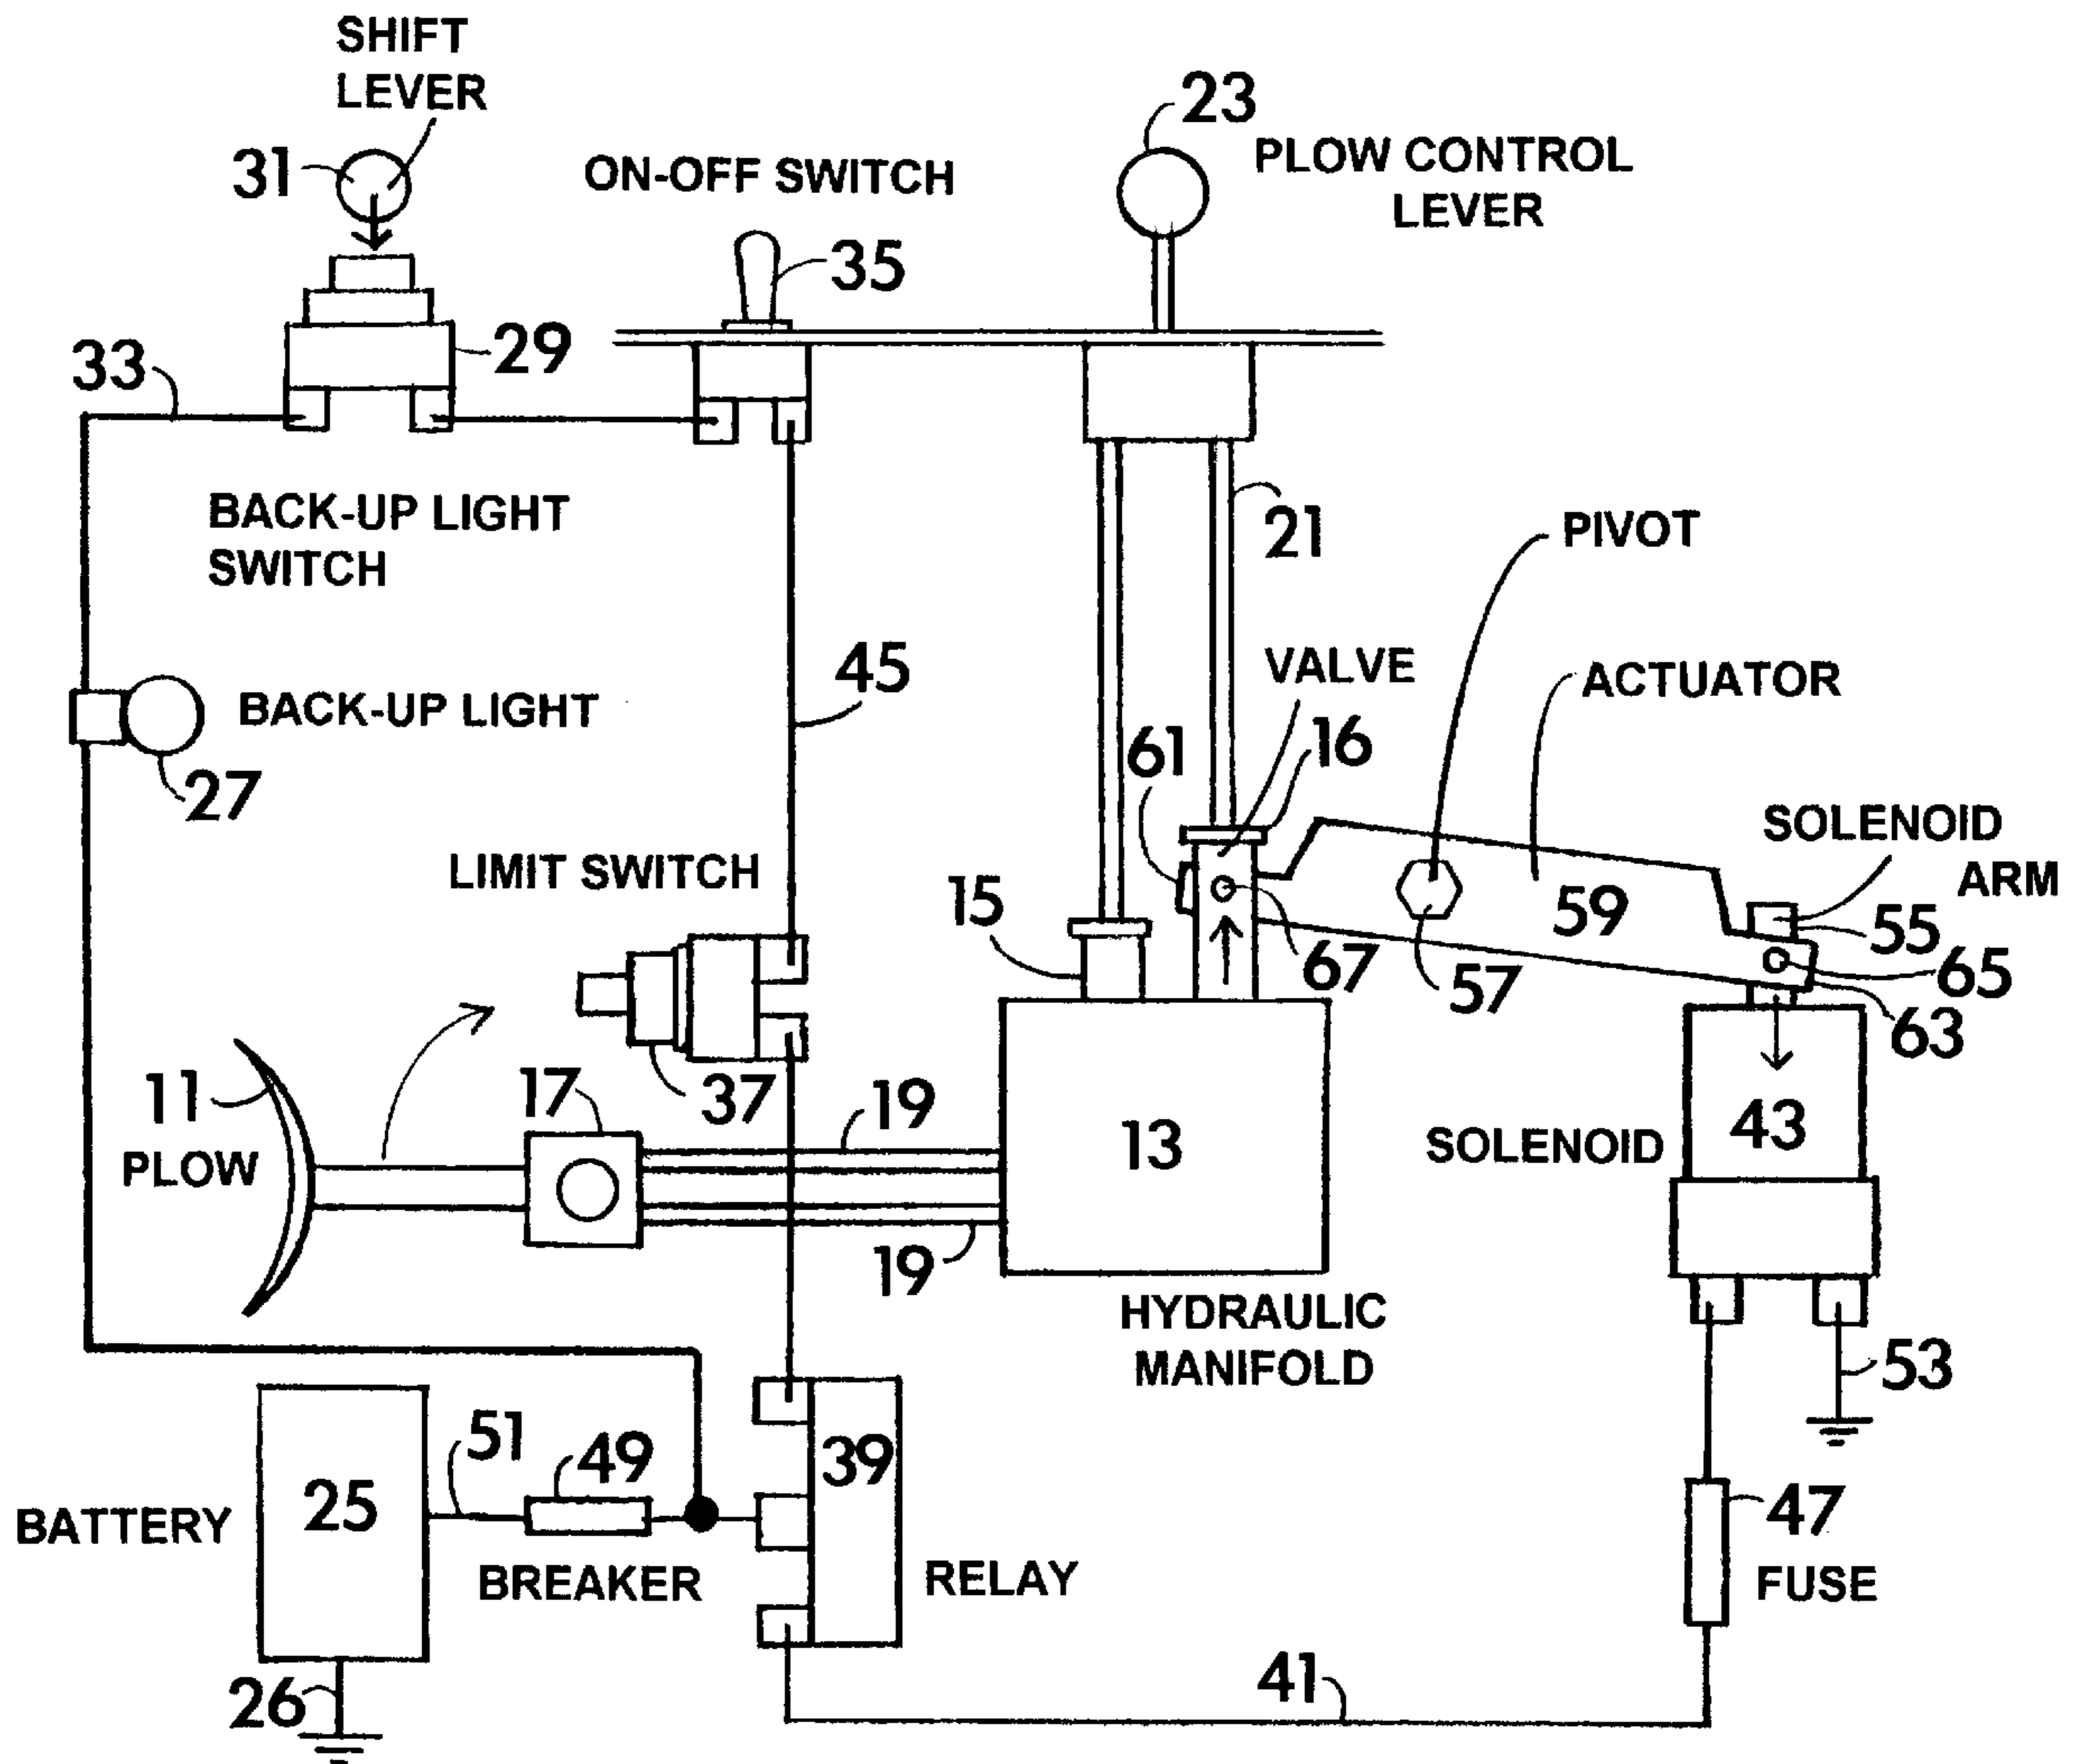 SHIFT
LEVER
31
ON-OFF SWITCH
23
PLOW CONTROL
LEVER
35
29
33
BACK-UP LIGHT
SWITCH
21
PIVOT
45
VALVE
ACTUATOR
BACK-UP LIGHT
27
61
16
SOLENOID
ARM
LIMIT SWITCH
15
59
67
57
55
65
63
11
PLOW
17
37
19
13
SOLENOID
43
19
HYDRAULIC
MANIFOLD
53
51
49
39
25
BATTERY
BREAKER
RELAY
47
FUSE
26
41